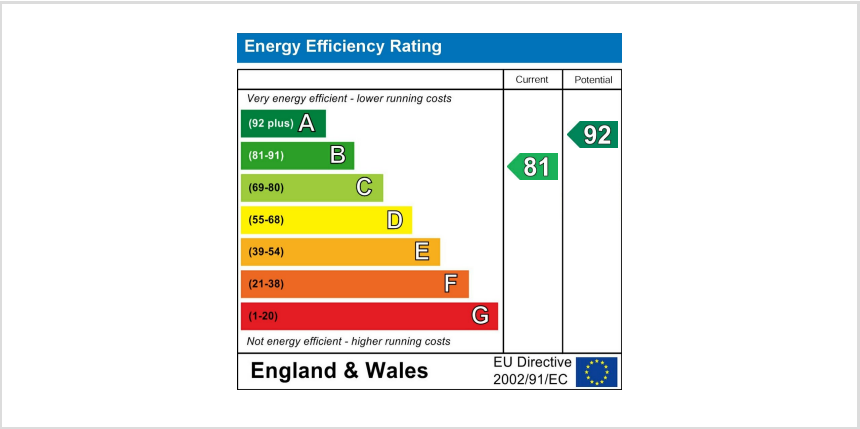 Energy Efficiency Rating
Current Potential
Very energy efficient - lower running costs
(92 plus) A
(81-91) B
(69-80) C
(55-68) D
(39-54) E
(21-38) F
(1-20) G
81
92
Not energy efficient - higher running costs
England & Wales
EU Directive
2002/91/EC